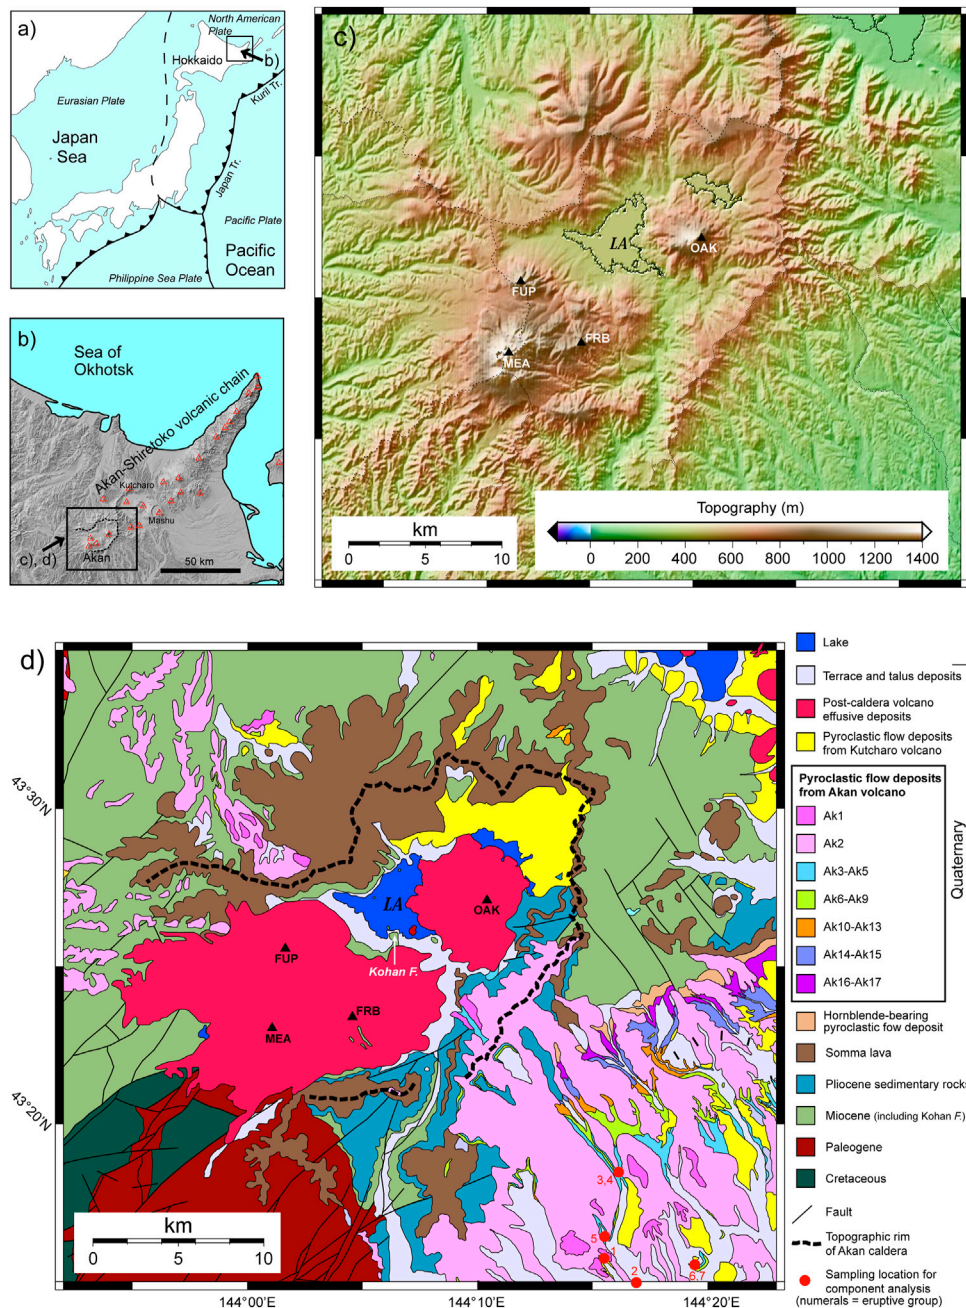 a)
North American
Plate
Hokkaido
b)
Eurasian Plate
Kuril Tr.
Japan
Sea
Japan Tr.
Pacific Plate
Pacific
Ocean
Philippine Sea Plate
b)
Sea of
Okhotsk
Akan-Shiretoko volcanic chain
Kutcharo
Mashu
c), d)
Akan
50 km
c)
LA
OAK
FUP
FRB
MEA
km
0 5 10
Topography (m)
0 200 400 600 800 1000 1200 1400
d)
43°30'N
43°20'N
LA
OAK
FUP
Kohan F.
FRB
MEA
3,4
5
1
2
6,7
km
0 5 10
144°00'E 144°10'E 144°20'E
Lake
Terrace and talus deposits
Post-caldera volcano
effusive deposits
Pyroclastic flow deposits
from Kutcharo volcano
Pyroclastic flow deposits
from Akan volcano
Ak1
Ak2
Ak3-Ak5
Ak6-Ak9
Ak10-Ak13
Ak14-Ak15
Ak16-Ak17
Quaternary
Hornblende-bearing
pyroclastic fow deposit
Somma lava
Pliocene sedimentary rocks
Miocene (including Kohan F.)
Paleogene
Cretaceous
Fault
Topographic rim
of Akan caldera
Sampling location for
component analysis
(numerals = eruptive group)